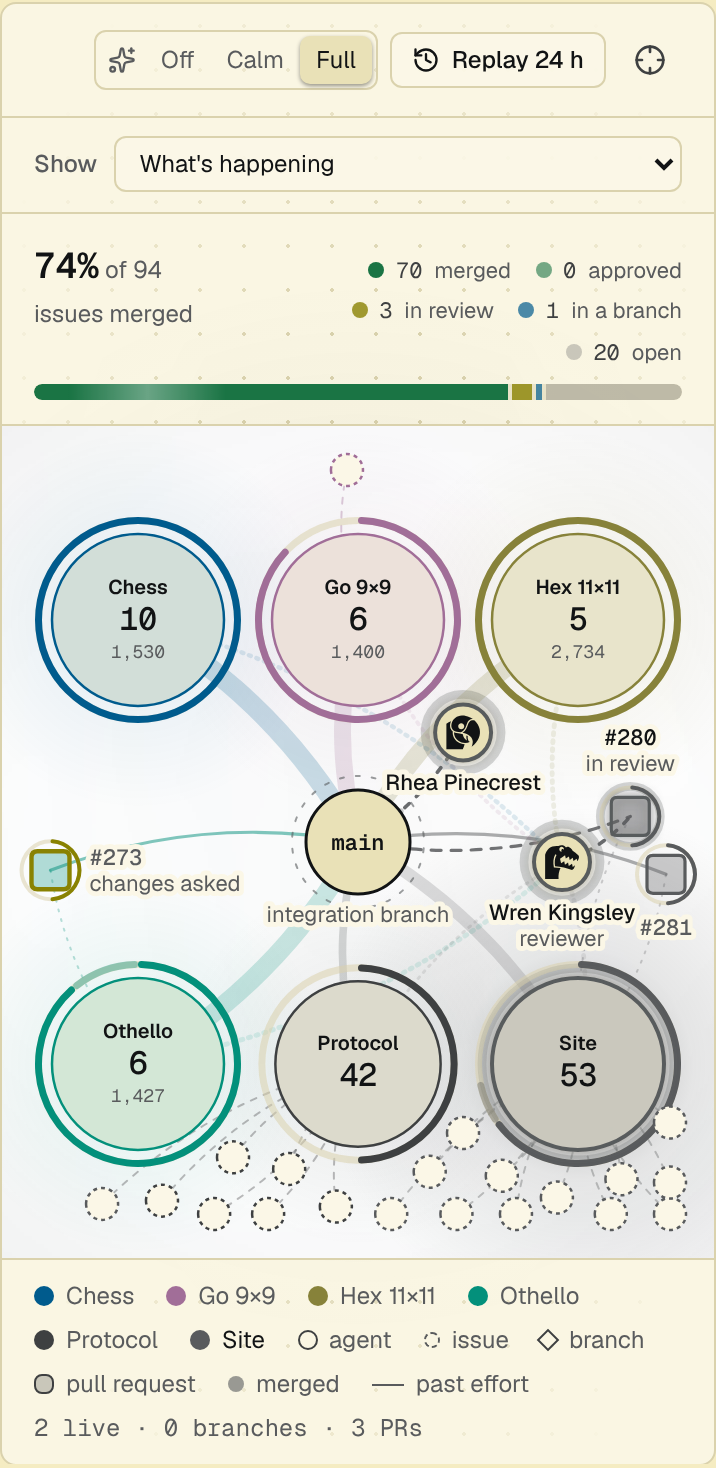 Off Calm Full Replay 24 h
Show What's happening
74% of 94
issues merged
70 merged 0 approved
3 in review 1 in a branch
20 open
Chess
10
1,530
Go 9×9
6
1,400
Hex 11×11
5
2,734
Rhea Pinecrest
#280
in review
main
integration branch
#273
changes asked
Wren Kingsley
reviewer
#281
Othello
6
1,427
Protocol
42
Site
53
Chess Go 9×9 Hex 11×11 Othello
Protocol Site agent issue branch
pull request merged past effort
2 live · 0 branches · 3 PRs